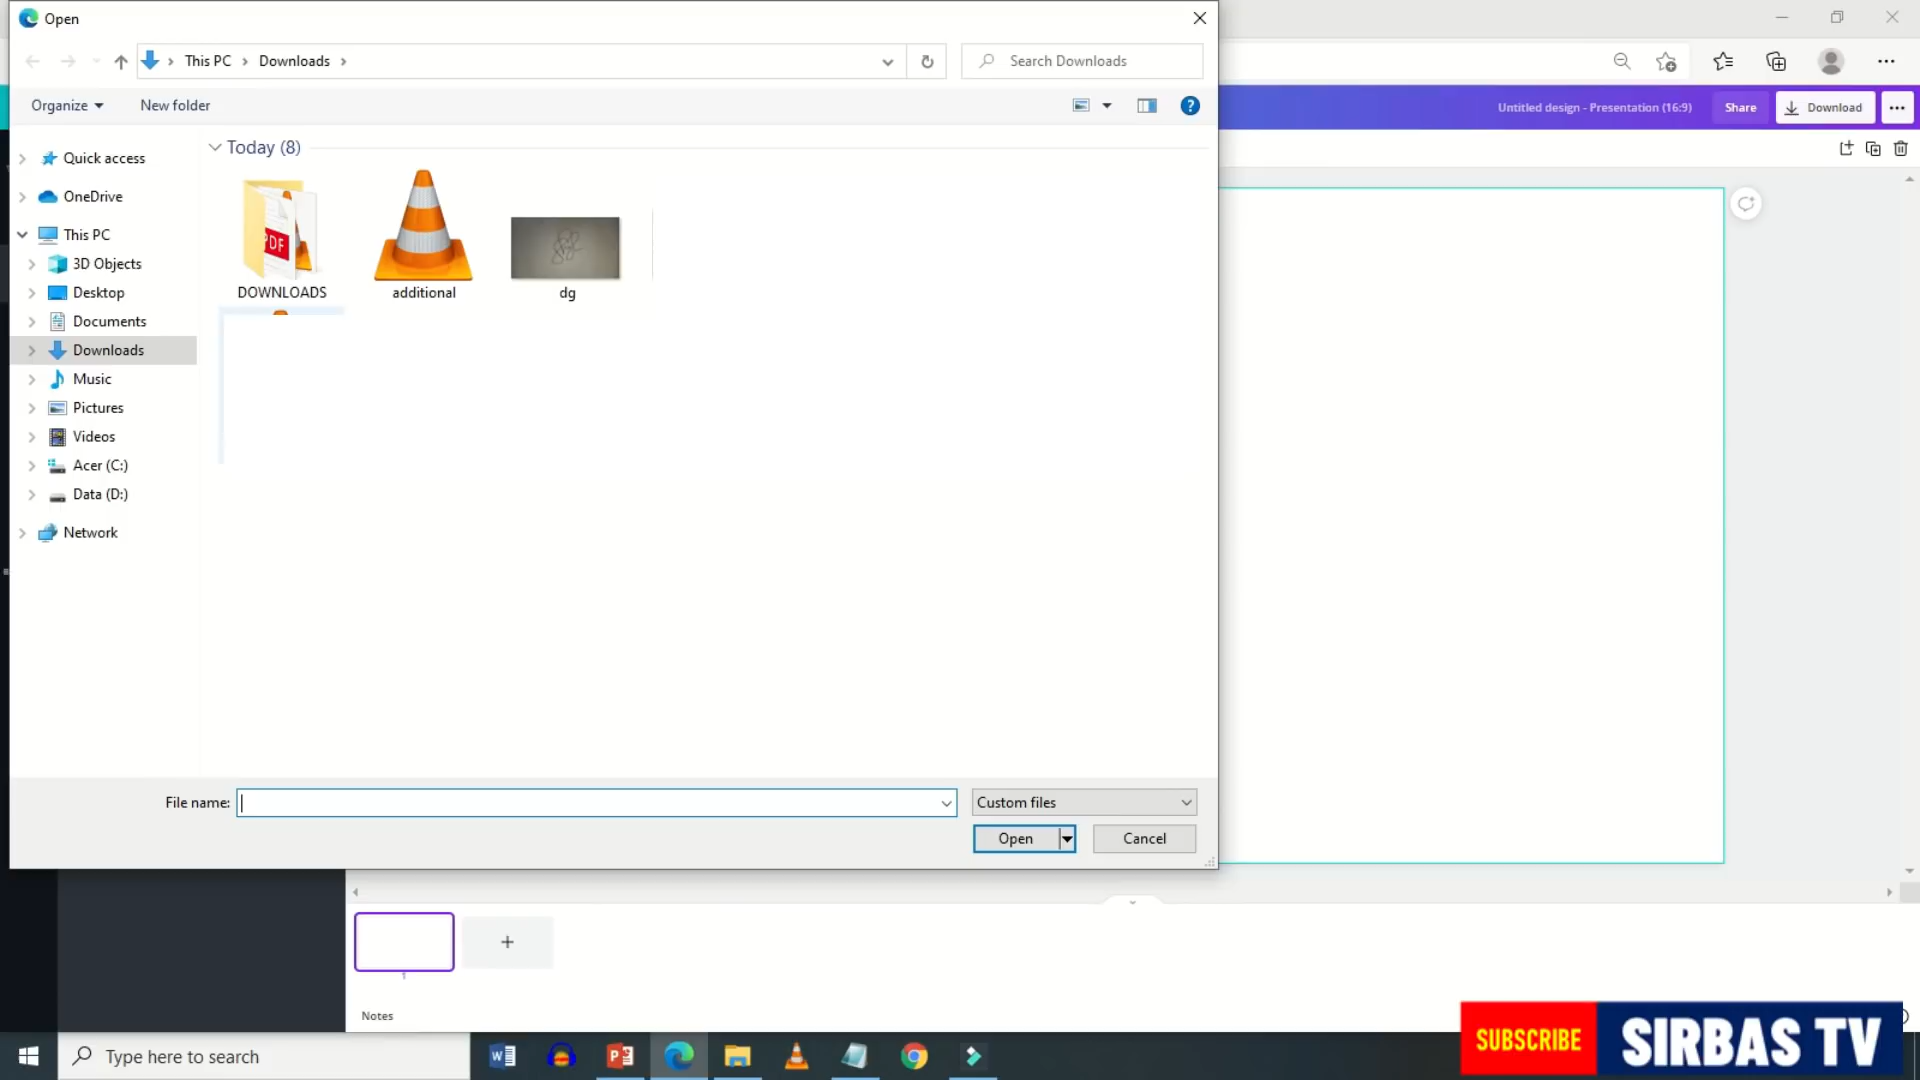 Open
This PC
Downloads
Search Downloads
Organize
New folder
Untitled design - Presentation (16:9)
Share
Download
Today (8)
Quick access
OneDrive
This PC
3D Objects
Desktop
Documents
Downloads
Music
Pictures
Videos
Acer (C:)
Data (D:)
Network
PDF
DOWNLOADS
additional
dg
File name:
Custom files
Open
Cancel
1
Notes
Type here to search
SUBSCRIBE
SIRBAS TV